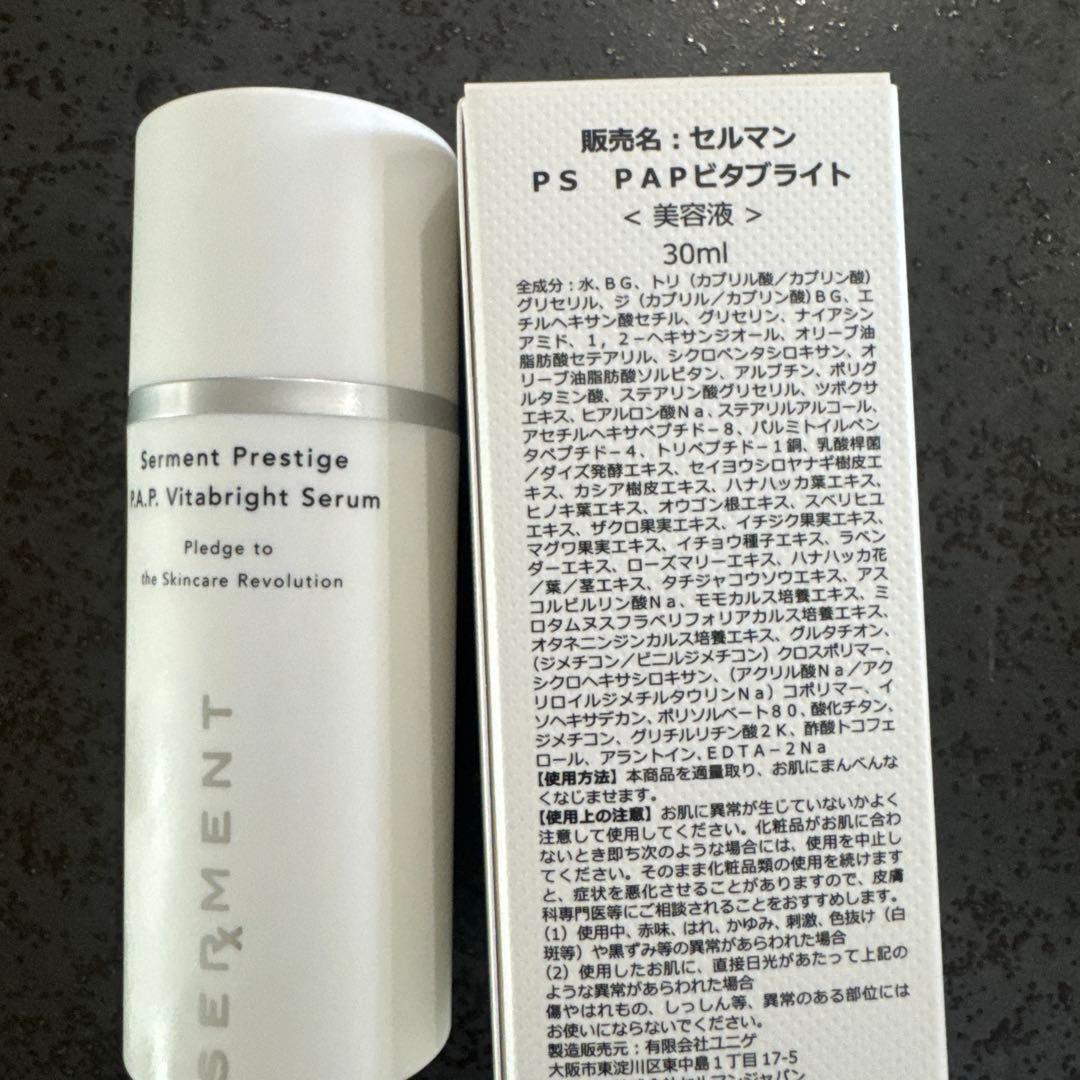 Serment Prestige
P.A.P. Vitabright Serum
Pledge to
the Skincare Revolution
SERxMENT
販売名:セルマン
PS PAPビタブライト
<美容液>
30ml
全成分:水、BG、トリ(カプリル酸/カプリン酸)
グリセリル、ジ(カプリル/カプリン酸)BG、エ
チルヘキサン酸セチル、グリセリン、ナイアシン
アミド、1,2-ヘキサンジオール、オリーブ油
脂肪酸セテアリル、シクロペンタシロキサン、オ
リーブ油脂肪酸ソルビタン、アルブチン、ポリグ
ルタミン酸、ステアリン酸グリセリル、ツボクサ
エキス、ヒアルロン酸Na、ステアリルアルコール、
アセチルヘキサペプチド-8、パルミトイルペン
タペプチド-4、トリペプチド-1銅、乳酸桿菌
/ダイズ発酵エキス、セイヨウシロヤナギ樹皮エ
キス、カシア樹皮エキス、ハナハッカ葉エキス、
ヒノキ葉エキス、オウゴン根エキス、スベリヒユ
エキス、ザクロ果実エキス、イチジク果実エキス、
マグワ果実エキス、イチョウ種子エキス、ラベン
ダーエキス、ローズマリーエキス、ハナハッカ花
/葉/茎エキス、タチジャコウソウエキス、アス
コルビルリン酸Na、モモカルス培養エキス、ミ
ロタムヌスフラベリフォリアカルス培養エキス、
オタネニンジンカルス培養エキス、グルタチオン、
(ジメチコン/ビニルジメチコン)クロスポリマー、
シクロヘキサシロキサン、(アクリル酸Na/アク
リロイルジメチルタウリンNa)コポリマー、イ
ソヘキサデカン、ポリソルベート80、酸化チタン、
ジメチコン、グリチルリチン酸2K、酢酸トコフェ
ロール、アラントイン、EDTA-2Na
【使用方法】本商品を適量取り、お肌にまんべんな
くなじませます。
【使用上の注意】お肌に異常が生じていないかよく
注意して使用してください。化粧品がお肌に合わ
ないとき即ち次のような場合には、使用を中止し
てください。そのまま化粧品類の使用を続けます
と、症状を悪化させることがありますので、皮膚
科専門医等にご相談されることをおすすめします。
(1)使用中、赤味、はれ、かゆみ、刺激、色抜け(白
斑等)や黒ずみ等の異常があらわれた場合
(2)使用したお肌に、直接日光があたって上記の
ような異常があらわれた場合
傷やはれもの、しっしん等、異常のある部位には
お使いにならないでください。
製造販売元:有限会社ユニゲ
大阪市東淀川区東中島1丁目17-5